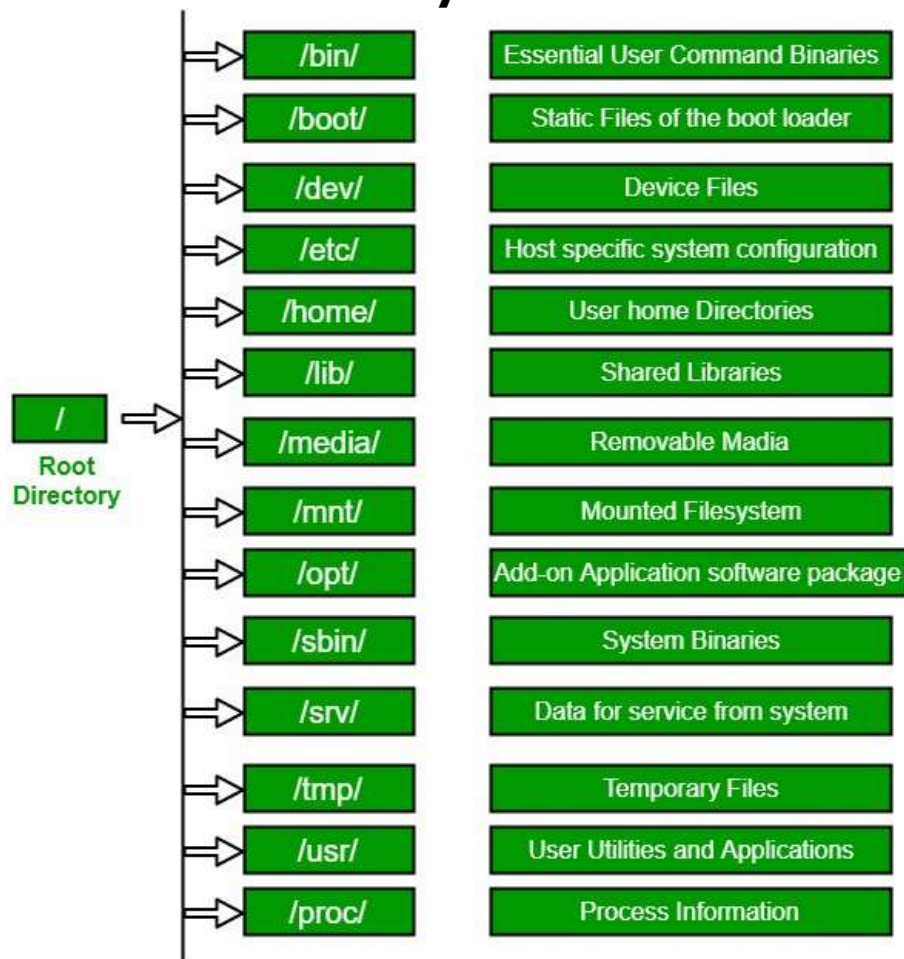 /bin/ Essential User Command Binaries
/boot/ Static Files of the boot loader
/dev/ Device Files
/etc/ Host specific system configuration
/home/ User home Directories
/lib/ Shared Libraries
/
Root
Directory
/media/ Removable Madia
/mnt/ Mounted Filesystem
/opt/ Add-on Application software package
/sbin/ System Binaries
/srv/ Data for service from system
/tmp/ Temporary Files
/usr/ User Utilities and Applications
/proc/ Process Information